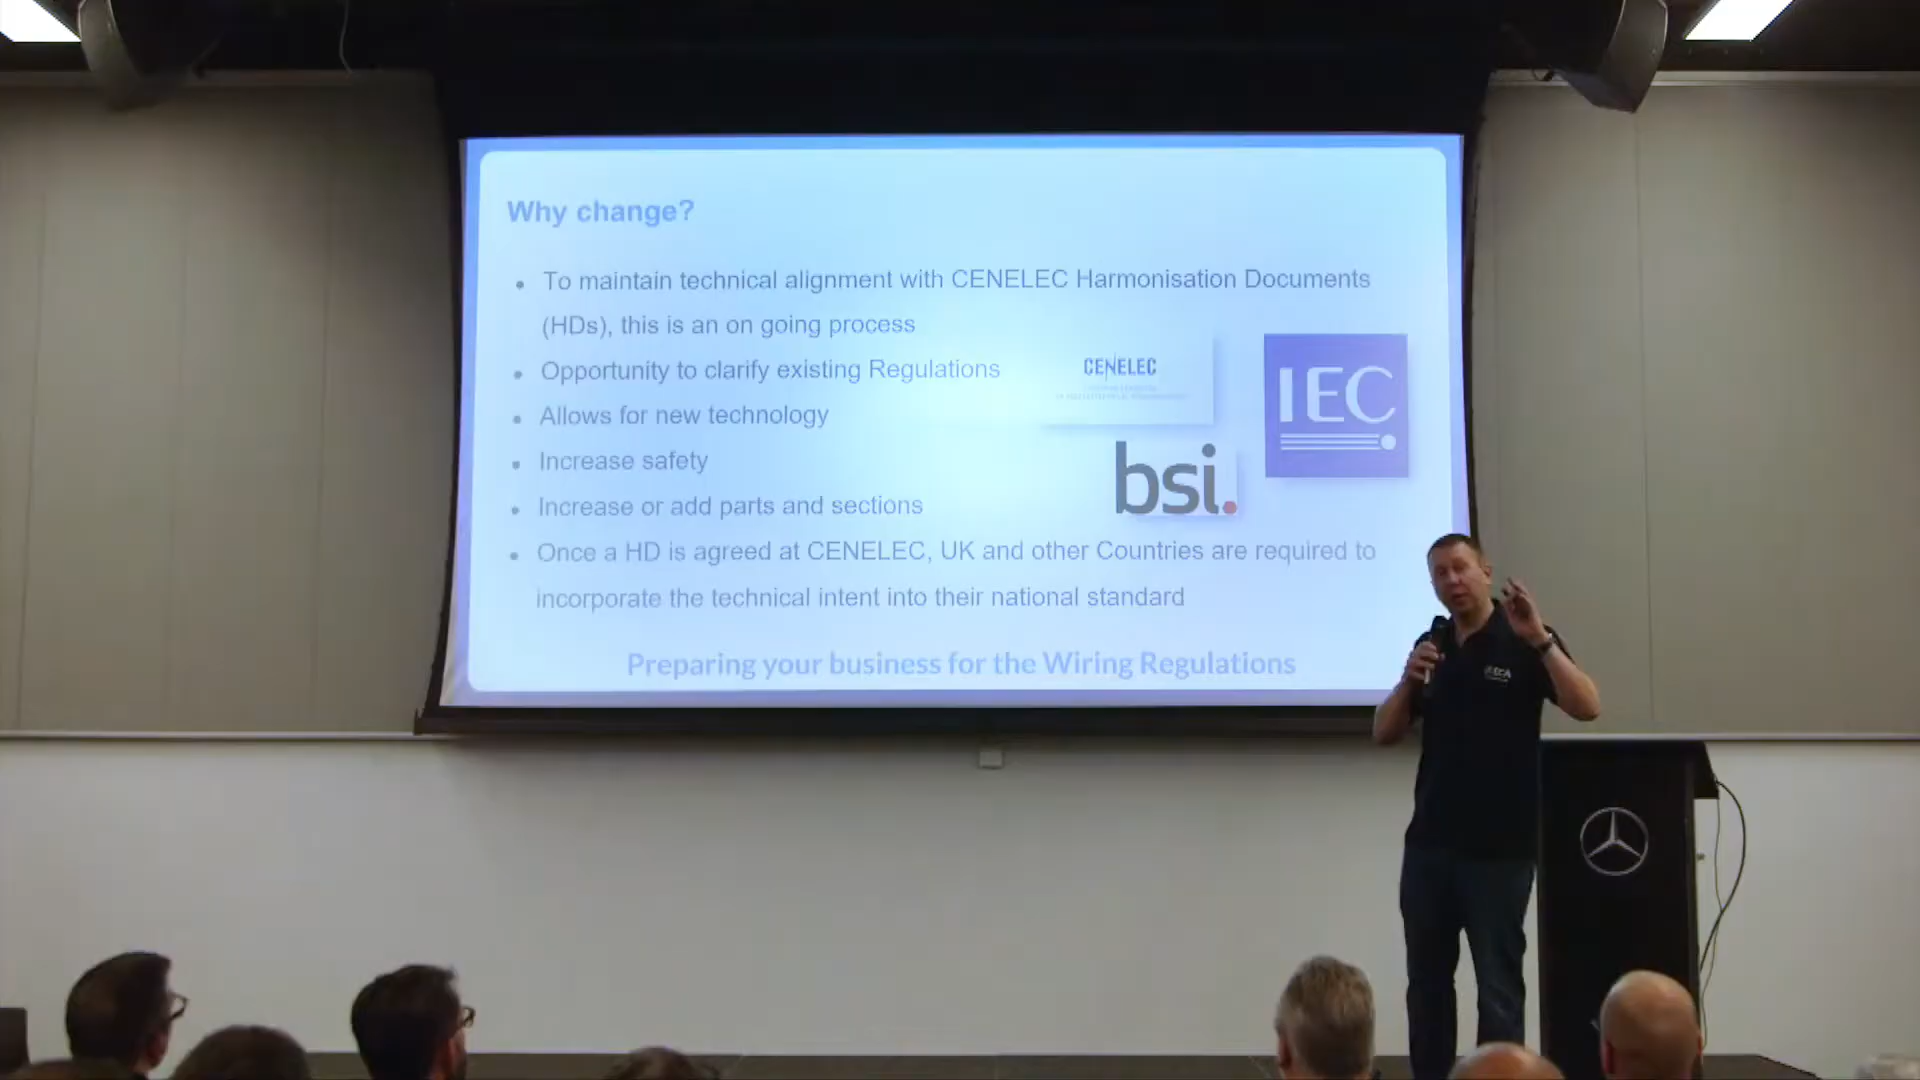 Why change?
To maintain technical alignment with CENELEC Harmonisation Documents
(HDs), this is an on going process
Opportunity to clarify existing Regulations
Allows for new technology
Increase safety
Increase or add parts and sections
Once a HD is agreed at CENELEC, UK and other Countries are required to
incorporate the technical intent into their national standard
CENELEC
IEC
bsi.
Preparing your business for the Wiring Regulations